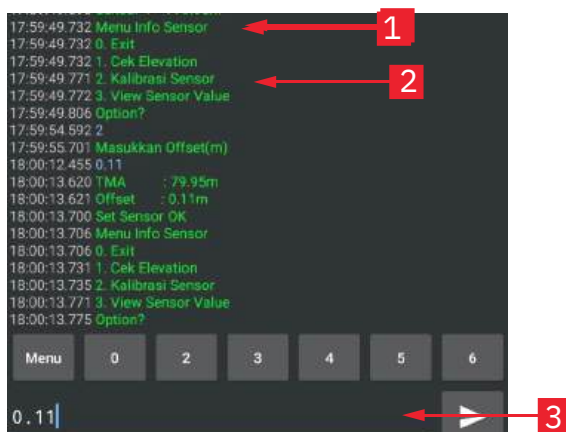 17:59:49.732 Menu Info Sensor
17:59:49.732 0. Exit
17:59:49.732 1. Cek Elevation
17:59:49.771 2. Kalibrasi Sensor
17:59:49.772 3. View Sensor Value
17:59:49.806 Option?
17:59:54.592 2
17:59:55.701 Masukkan Offset(m)
18:00:12.455 0.11
18:00:13.620 TMA : 79.95m
18:00:13.621 Offset : 0.11m
18:00:13.700 Set Sensor OK
18:00:13.706 Menu Info Sensor
18:00:13.706 0. Exit
18:00:13.731 1. Cek Elevation
18:00:13.735 2. Kalibrasi Sensor
18:00:13.771 3. View Sensor Value
18:00:13.775 Option?
Menu 0 2 3 4 5 6
0.11
1
2
3